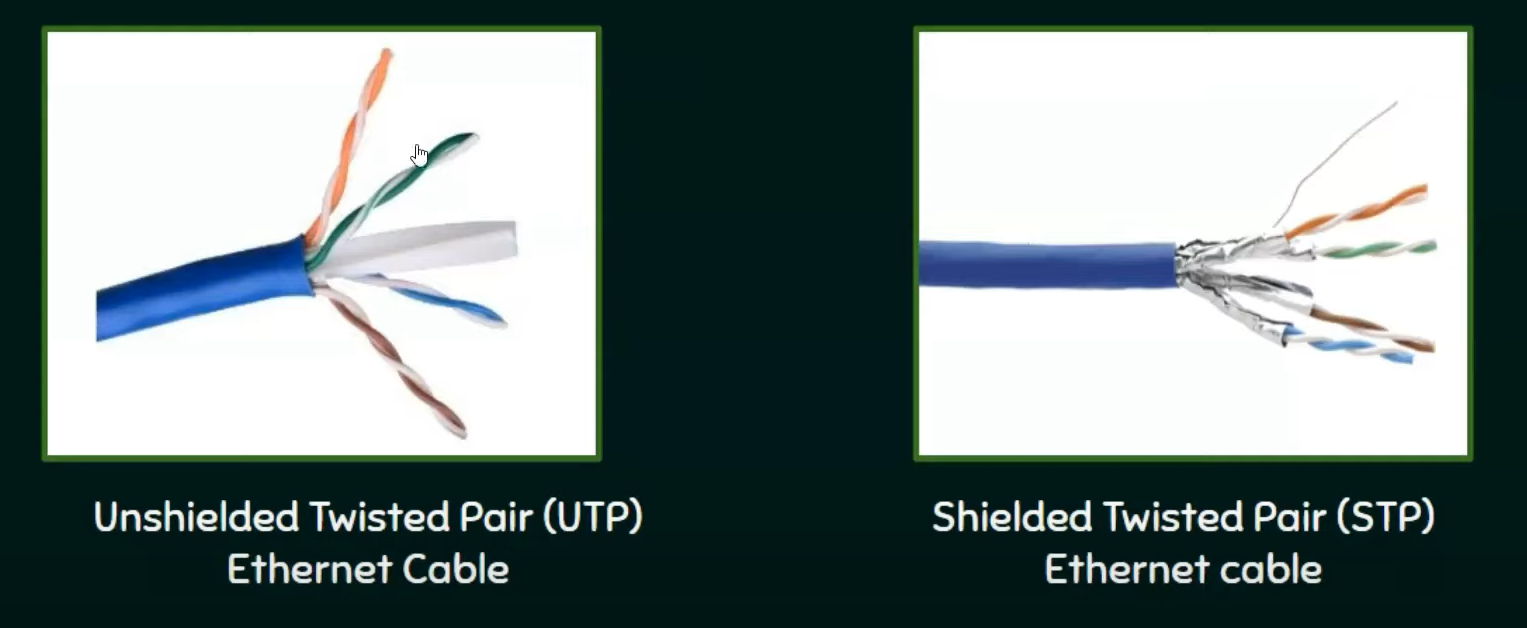 Unshielded Twisted Pair (UTP)
Ethernet Cable
Shielded Twisted Pair (STP)
Ethernet cable